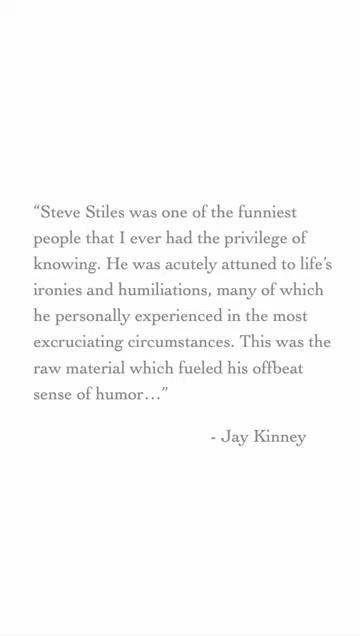 “Steve Stiles was one of the funniest
people that I ever had the privilege of
knowing. He was acutely attuned to life’s
ironies and humiliations, many of which
he personally experienced in the most
excruciating circumstances. This was the
raw material which fueled his offbeat
sense of humor…”
- Jay Kinney